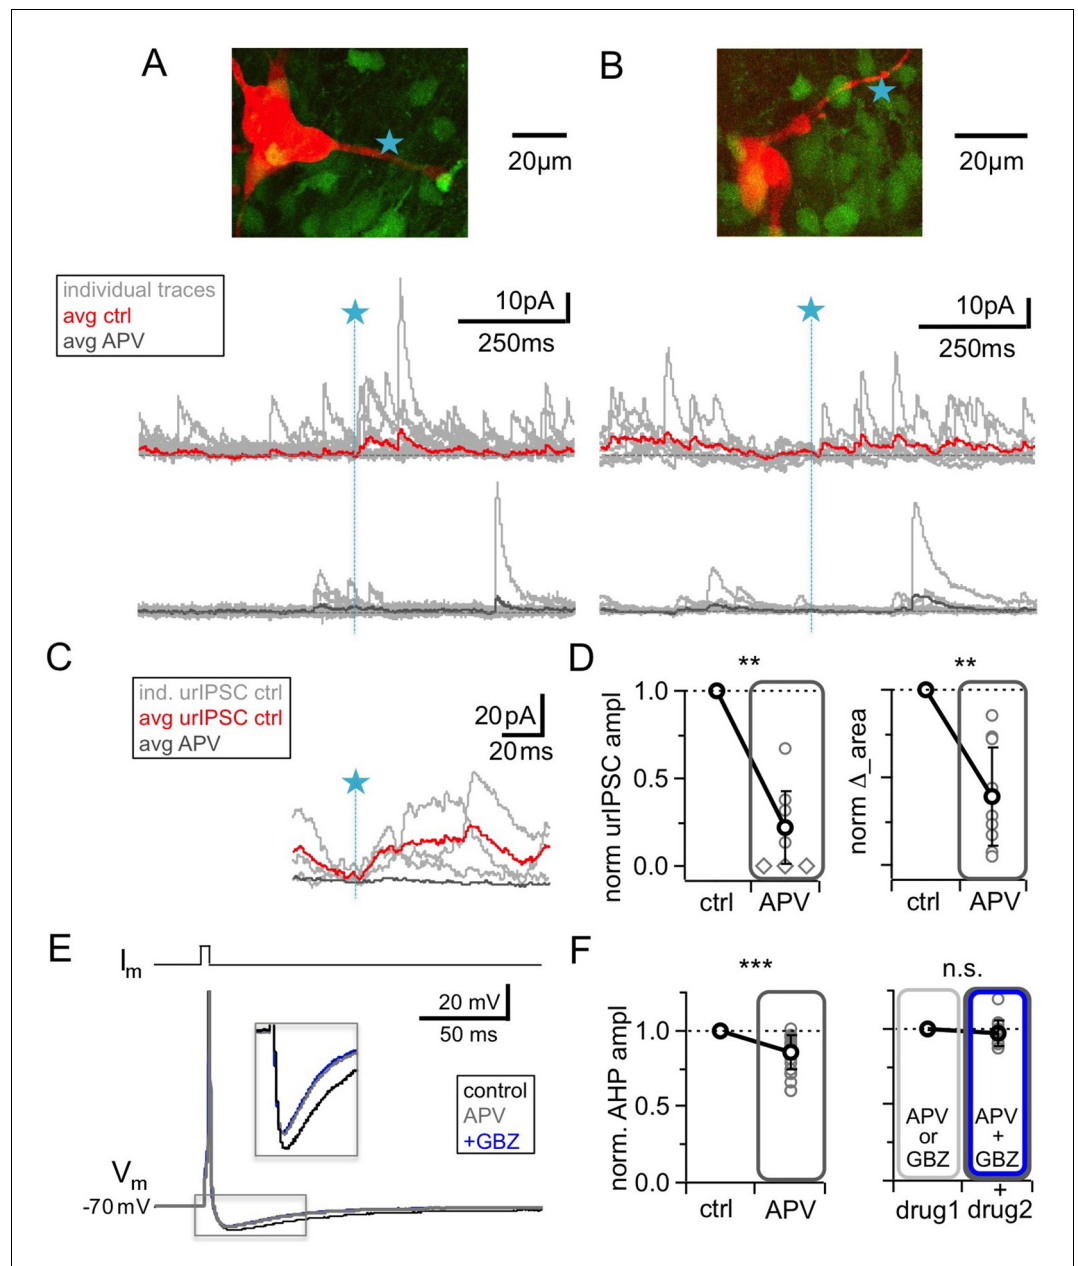 A
B
20µm
20µm
individual traces
avg ctrl
avg APV
10pA
250ms
10pA
250ms
C
ind. urIPSC ctrl
avg urIPSC ctrl
avg APV
20pA
20ms
D
**
**
norm urIPSC ampl
1.0
0.5
0.0
ctrl
APV
norm Δ_area
ctrl
APV
E
Im
20 mV
50 ms
control
APV
+GBZ
Vm
-70mV
F
***
n.s.
norm. AHP ampl
1.0
0.5
0.0
ctrl
APV
APV
or
GBZ
APV
+
GBZ
drug1
+
drug2